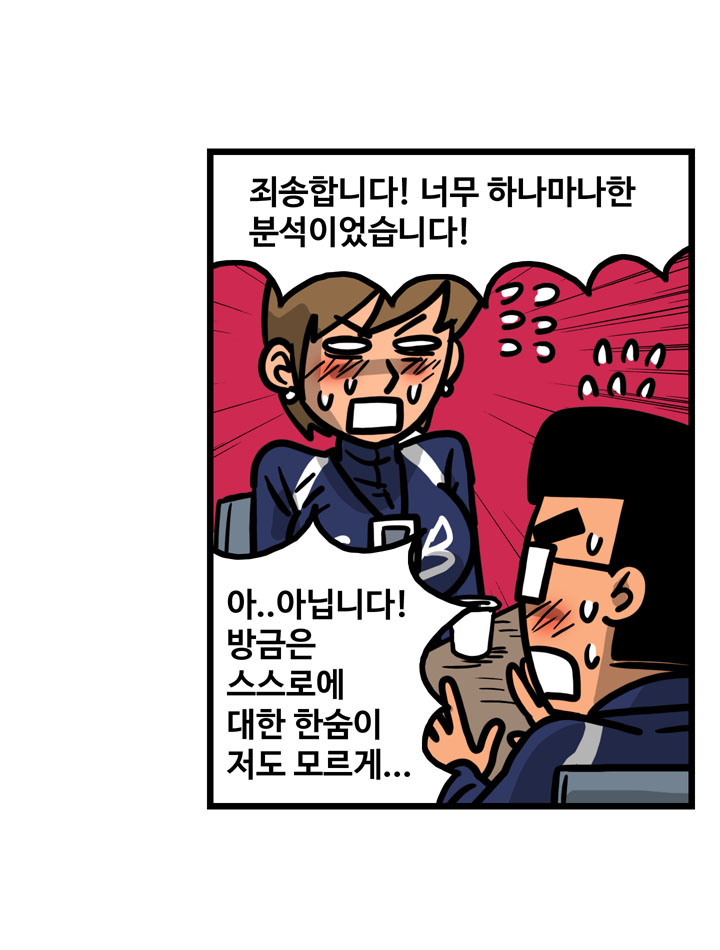 죄송합니다! 너무 하나마나한
분석이었습니다!
B
아..아닙니다!
방금은
스스로에
대한 한숨이
저도 모르게...